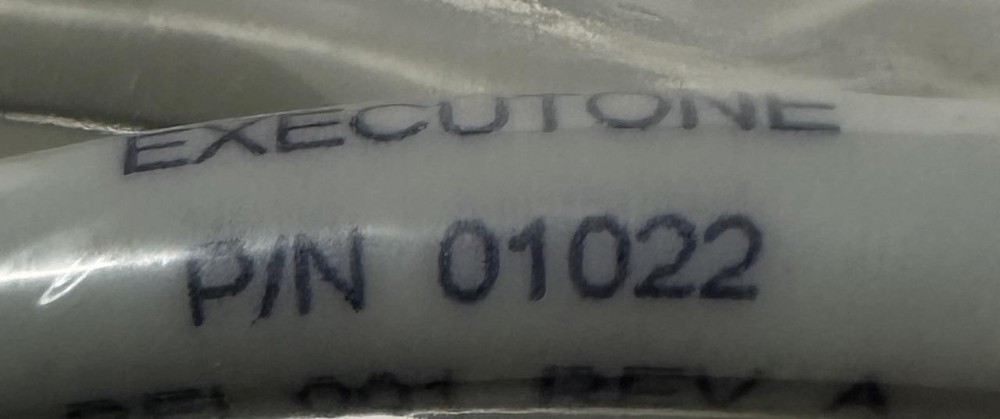 EXECUTONE
P/N 01022
REV A